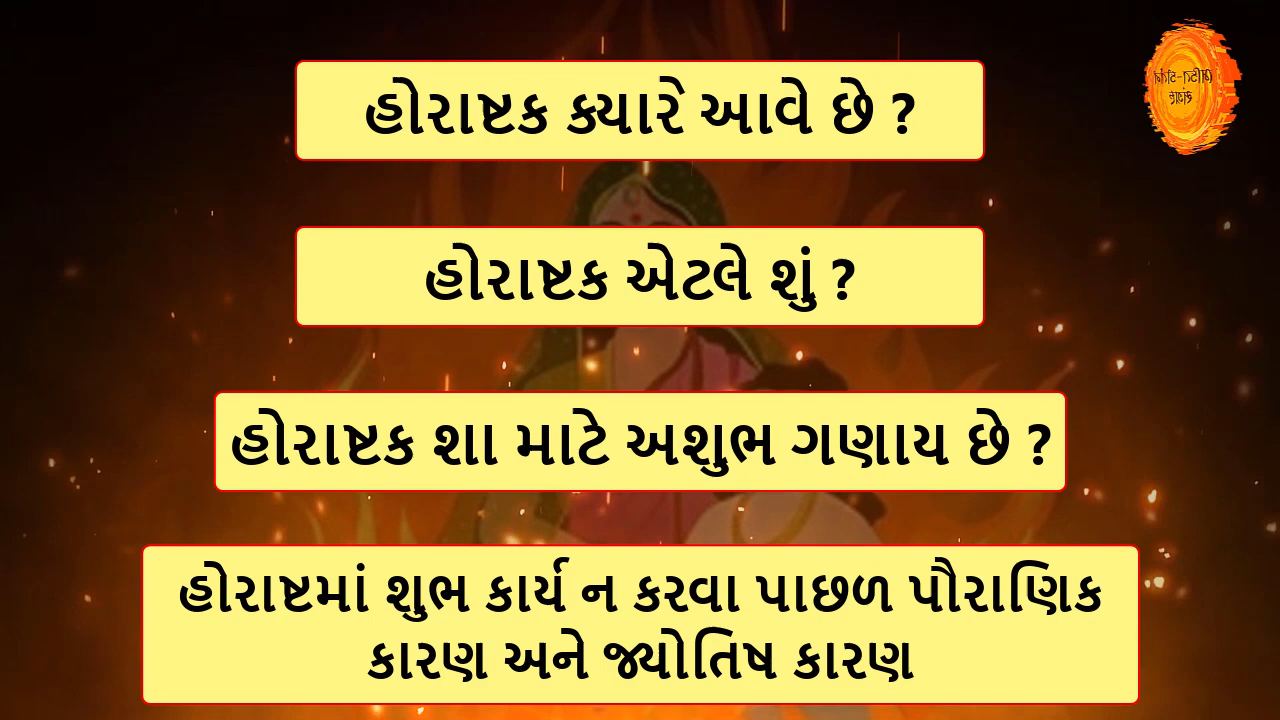 હોરાષ્ટક ક્યારે આવે છે ?
હોરાષ્ટક એટલે શું ?
હોરાષ્ટક શા માટે અશુભ ગણાય છે ?
હોરાષ્ટમાં શુભ કાર્ય ન કરવા પાછળ પૌરાણિક
કારણ અને જ્યોતિષ કારણ